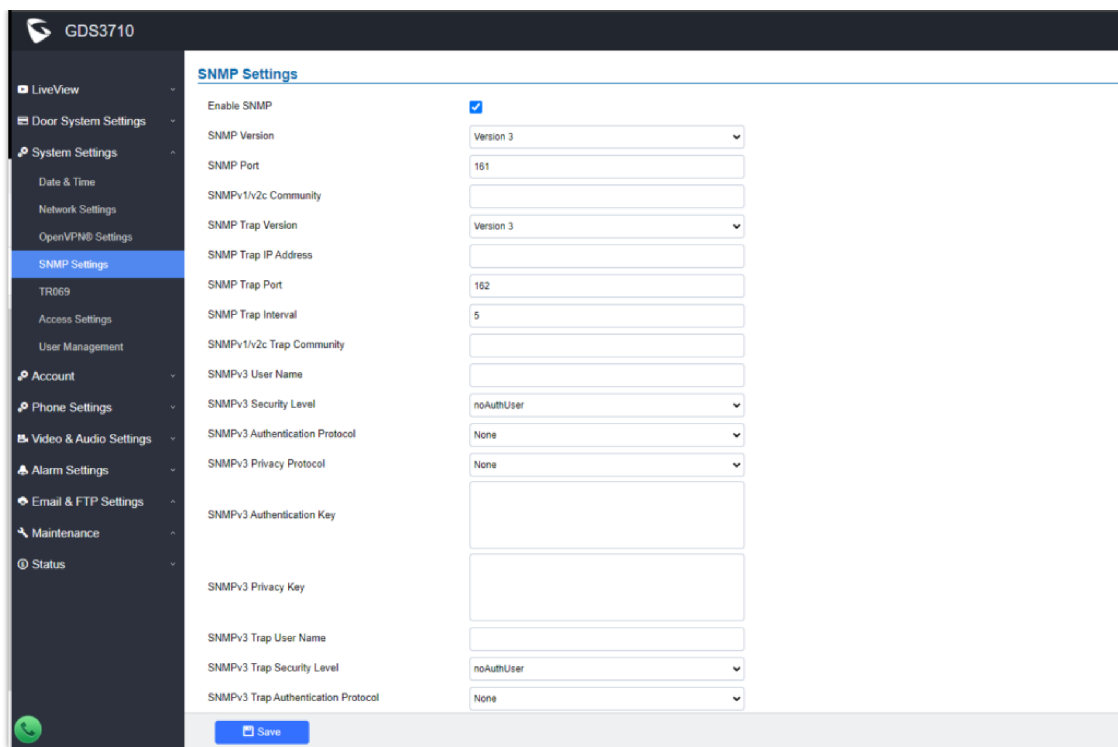 GDS3710
LiveView
Door System Settings
System Settings
Date & Time
Network Settings
OpenVPN® Settings
SNMP Settings
TR069
Access Settings
User Management
Account
Phone Settings
Video & Audio Settings
Alarm Settings
Email & FTP Settings
Maintenance
Status
SNMP Settings
Enable SNMP
SNMP Version Version 3
SNMP Port 161
SNMPv1/v2c Community
SNMP Trap Version Version 3
SNMP Trap IP Address
SNMP Trap Port 162
SNMP Trap Interval 5
SNMPv1/v2c Trap Community
SNMPv3 User Name
SNMPv3 Security Level noAuthUser
SNMPv3 Authentication Protocol None
SNMPv3 Privacy Protocol None
SNMPv3 Authentication Key
SNMPv3 Privacy Key
SNMPv3 Trap User Name
SNMPv3 Trap Security Level noAuthUser
SNMPv3 Trap Authentication Protocol None
Save